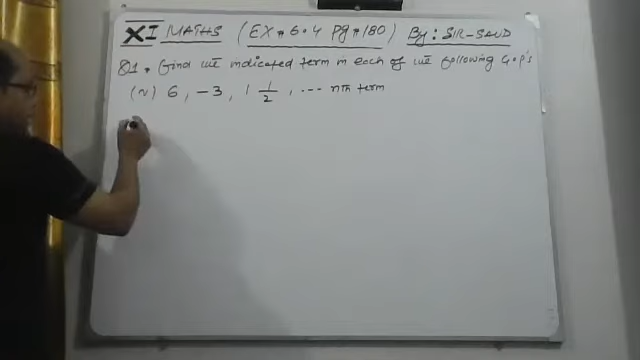 XI MATHS (EX # 6.4 Pg # 180) By: SIR-SAUD
Q1. Find the indicated term in each of the following G.P's
(v) 6, -3, 1 1/2, ... nth term